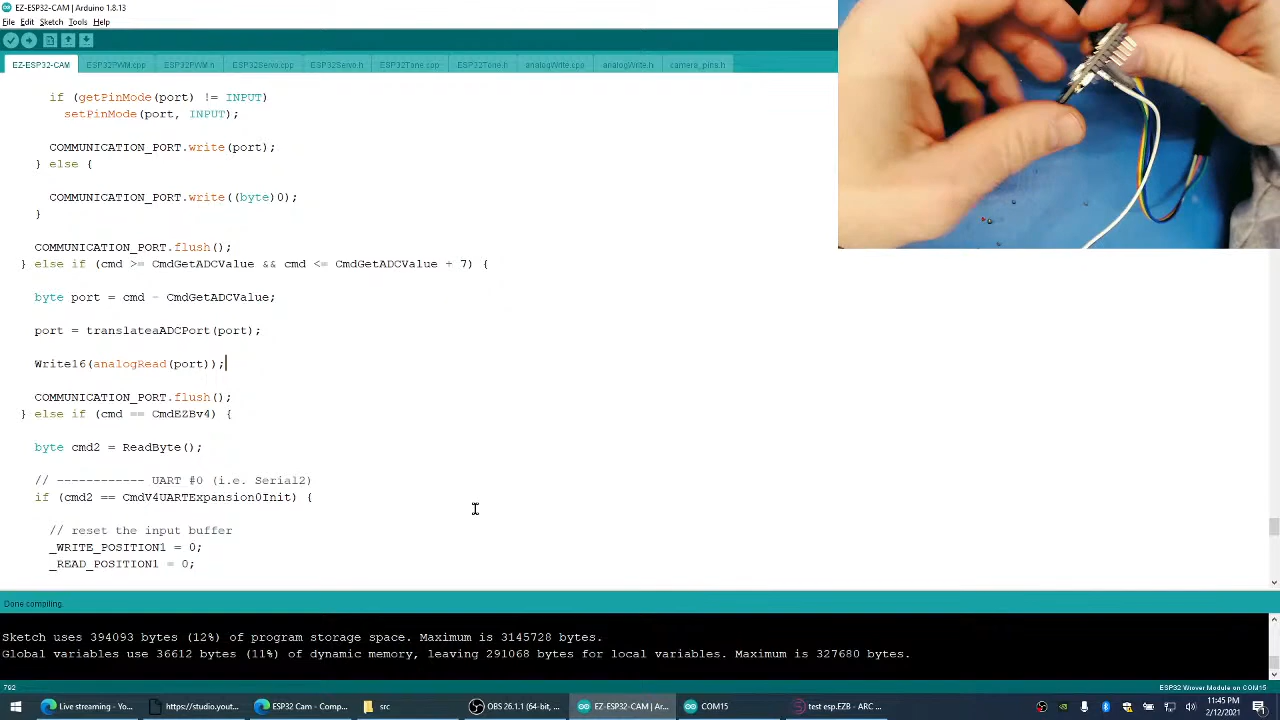 EZ-ESP32-CAM | Arduino 1.8.13
File Edit Sketch Tools Help
EZ-ESP32-CAM ESP32PWM.cpp ESP32PWM.h ESP32Servo.cpp ESP32Servo.h ESP32Tone.cpp ESP32Tone.h analogWrite.cpp analogWrite.h camera_pins.h
if (getPinMode(port) != INPUT)
setPinMode(port, INPUT);
COMMUNICATION_PORT.write(port);
} else {
COMMUNICATION_PORT.write((byte)0);
}
COMMUNICATION_PORT.flush();
} else if (cmd >= CmdGetADCValue && cmd <= CmdGetADCValue + 7) {
byte port = cmd - CmdGetADCValue;
port = translateaADCPort(port);
Write16(analogRead(port));
COMMUNICATION_PORT.flush();
} else if (cmd == CmdEZBv4) {
byte cmd2 = ReadByte();
// ------------ UART #0 (i.e. Serial2)
if (cmd2 == CmdV4UARTExpansion0Init) {
// reset the input buffer
_WRITE_POSITION1 = 0;
_READ_POSITION1 = 0;
Done compiling.
Sketch uses 394093 bytes (12%) of program storage space. Maximum is 3145728 bytes.
Global variables use 36612 bytes (11%) of dynamic memory, leaving 291068 bytes for local variables. Maximum is 327680 bytes.
792 ESP32 Wrover Module on COM15
Live streaming - Yo... https://studio.yout... ESP32 Cam - Comp... src OBS 26.1.1 (64-bit, ... EZ-ESP32-CAM | Ar... COM15 test esp.EZB - ARC ... 11:45 PM
2/12/2021